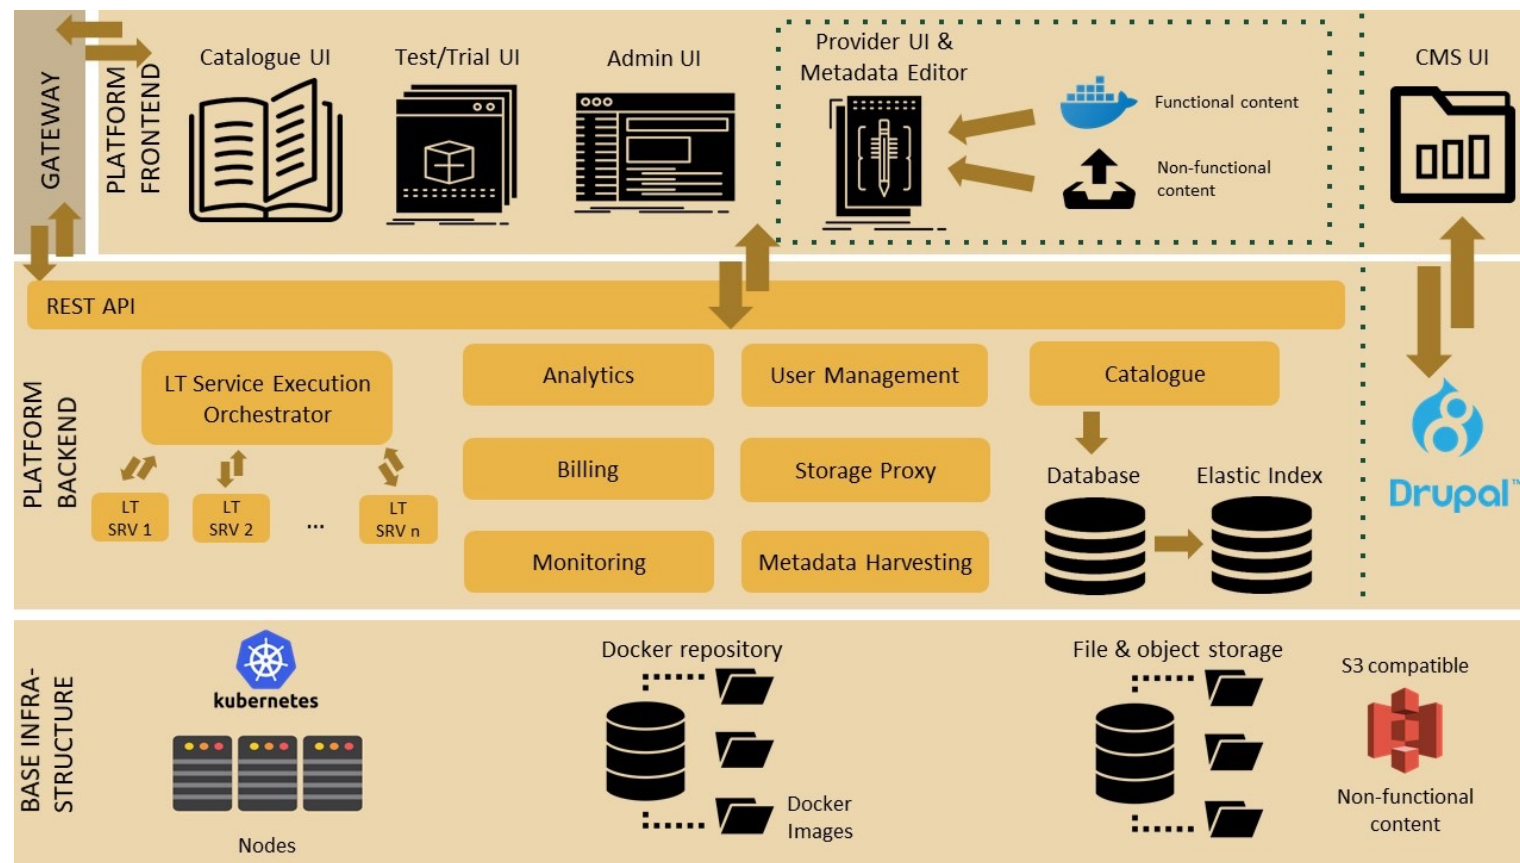 GATEWAY
PLATFORM
FRONTEND
Catalogue UI
Test/Trial UI
Admin UI
Provider UI &
Metadata Editor
Functional content
Non-functional
content
CMS UI
REST API
PLATFORM
BACKEND
LT Service Execution
Orchestrator
LT
SRV 1
LT
SRV 2
...
LT
SRV n
Analytics
User Management
Catalogue
Billing
Storage Proxy
Monitoring
Metadata Harvesting
Database
Elastic Index
Drupal™
BASE INFRA-
STRUCTURE
kubernetes
Nodes
Docker repository
Docker
Images
File & object storage
S3 compatible
Non-functional
content